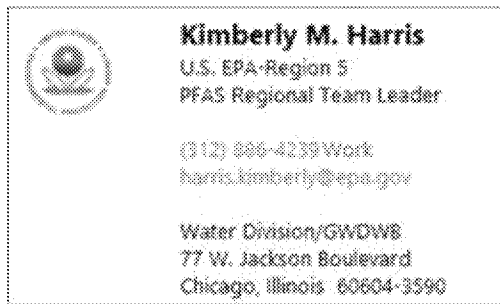 Kimberly M. Harris
U.S. EPA-Region 5
PFAS Regional Team Leader
(312) 886-4239 Work
harris.kimberly@epa.gov
Water Division/GWDWB
77 W. Jackson Boulevard
Chicago, Illinois 60604-3590